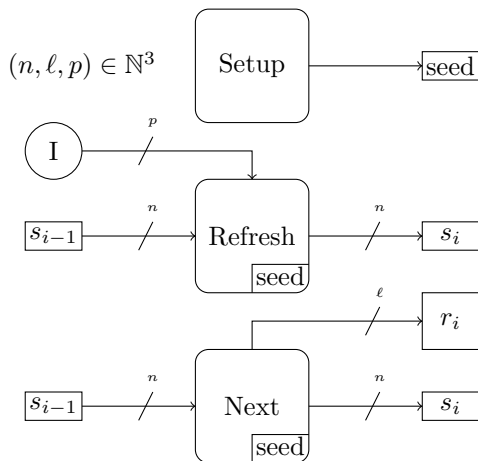 (n, ℓ, p) ∈ ℕ³ Setup seed
p
I
n n
s_{i−1} Refresh s_i
seed
ℓ
r_i
n n
s_{i−1} Next s_i
seed